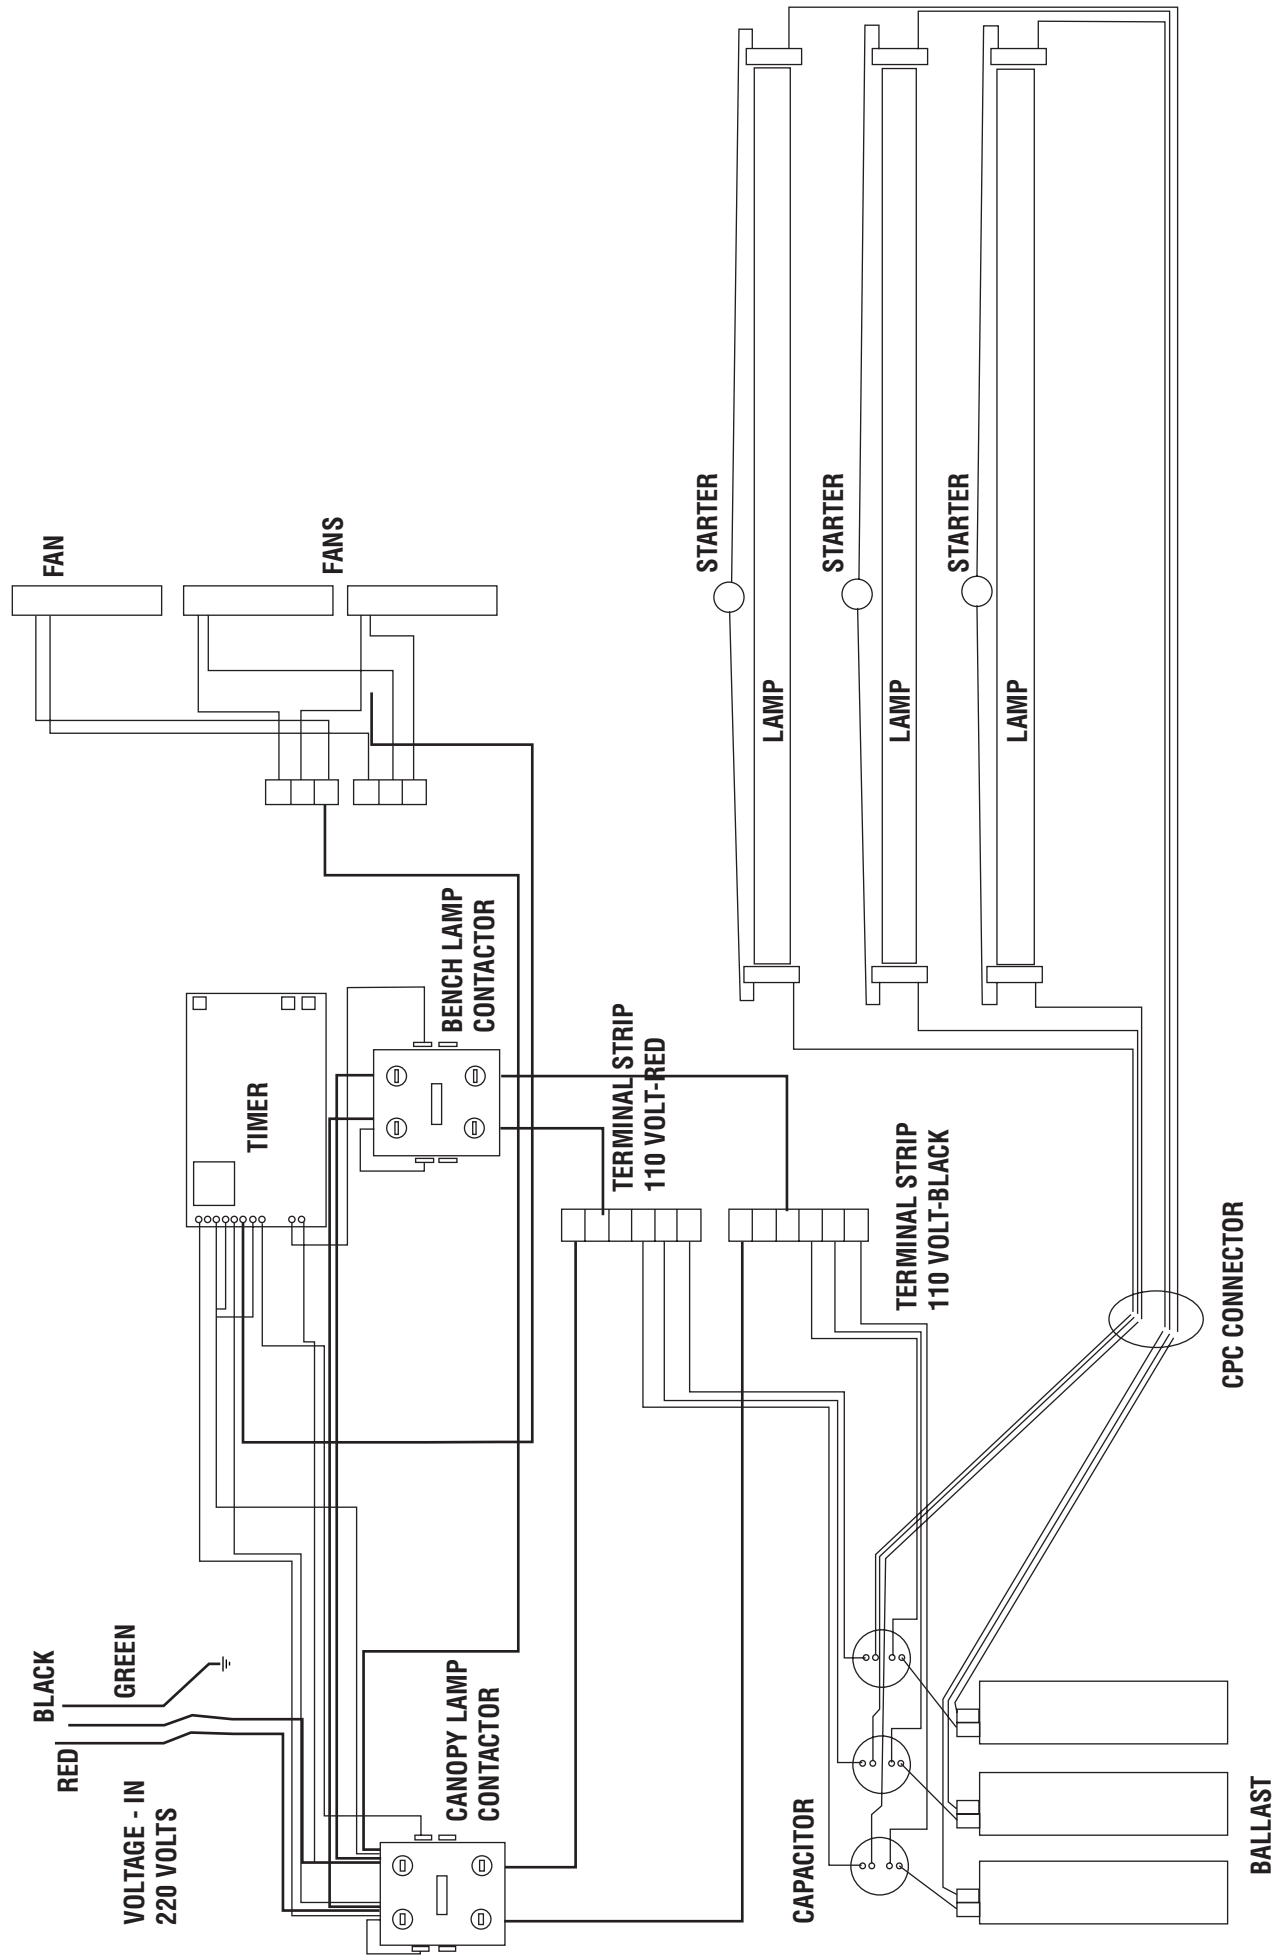 VOLTAGE - IN
220 VOLTS
RED
BLACK
GREEN
CANOPY LAMP
CONTACTOR
TIMER
BENCH LAMP
CONTACTOR
FAN
FANS
TERMINAL STRIP
110 VOLT-RED
TERMINAL STRIP
110 VOLT-BLACK
CAPACITOR
BALLAST
CPC CONNECTOR
LAMP
STARTER
LAMP
STARTER
LAMP
STARTER